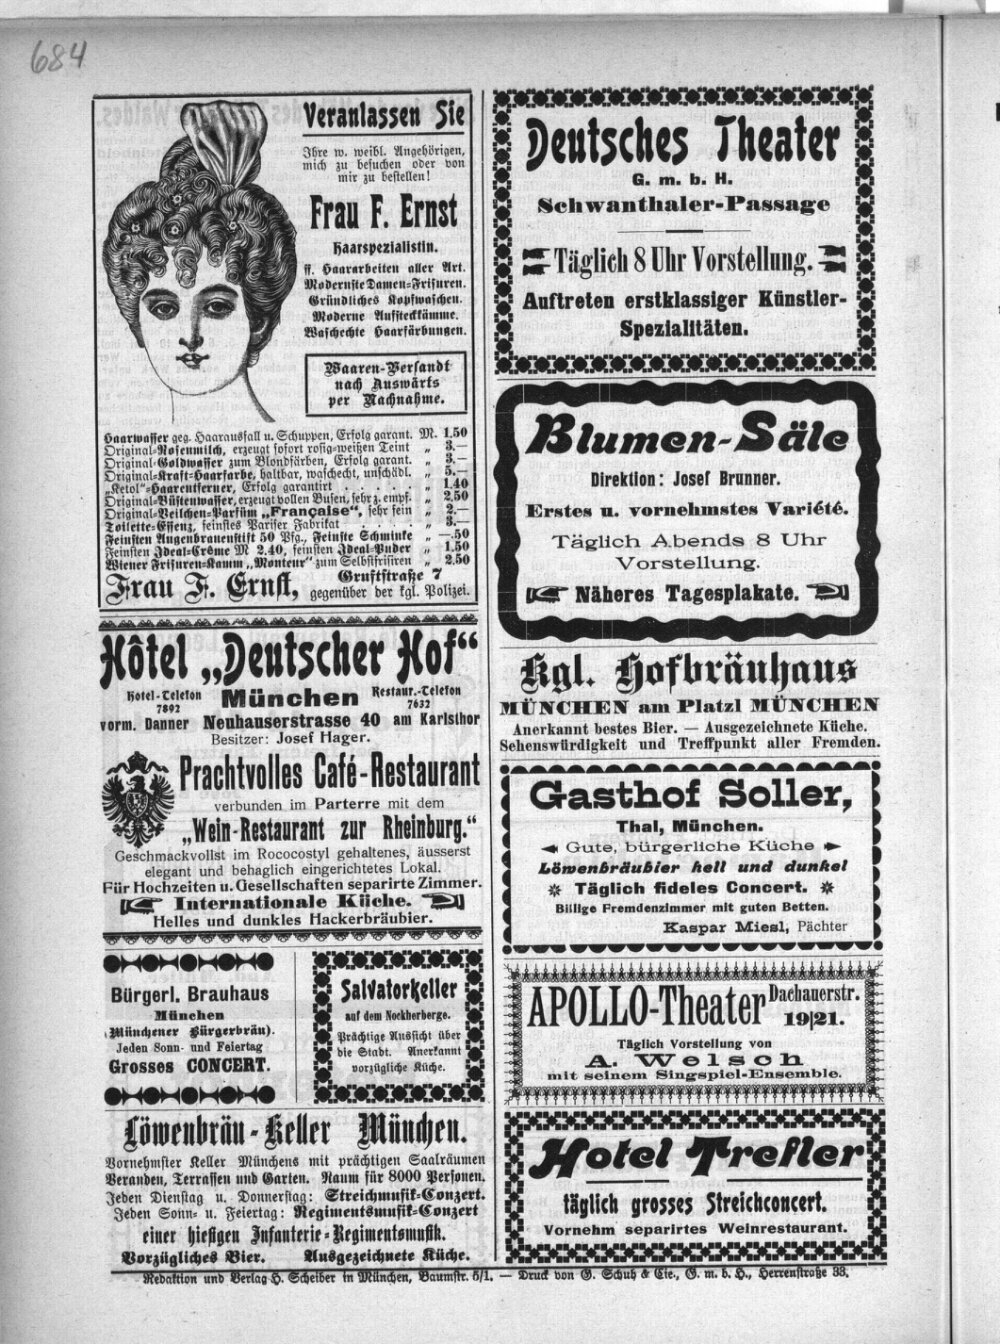 684
Veranlassen Sie
Ihre w. weibl. Angehörigen,
mich zu besuchen oder von
mir zu bestellen!
Frau F. Ernst
Haarspezialistin.
ff. Haararbeiten aller Art.
Modernste Damen-Frisuren.
Gründliches Kopfwaschen.
Moderne Aufsteckkämme.
Waschechte Haarfärbungen.
Waaren-Versandt
nach Auswärts
per Nachnahme.
Haarwasser geg. Haarausfall u. Schuppen, Erfolg garant. M. 1.50
Original-Rosenmilch, erzeugt sofort rosig-weißen Teint „ 3.—
Original-Goldwasser zum Blondfärben, Erfolg garant. „ 3.—
Original-Kraft-Haarfarbe, haltbar, waschecht, unschädl. „ 5.—
„Ketol"-Haarentferner, Erfolg garantirt . . . . . . 1.40
Original-Büstenwasser, erzeugt vollen Busen, sehr z. empf. „ 2.50
Original-Veilchen-Parfüm „Française", sehr fein „ 2.—
Toilette-Essenz, feinstes Pariser Fabrikat . . . . „ 3.—
Feinsten Augenbrauenstift 50 Pfg., Feinste Schminke „ —.50
Feinsten Ideal-Crême M 2.40, feinsten Ideal-Puder „ 1.50
Wiener Frisuren-Kamm „Monteur" zum Selbstfrisiren „ 2.50
Frau F. Ernst, Gruftstraße 7
gegenüber der kgl. Polizei.
Hôtel „Deutscher Hof"
Hotel-Telefon 7892 München Restaur.-Telefon 7632
vorm. Danner Neuhauserstrasse 40 am Karlsthor
Besitzer: Josef Hager.
Prachtvolles Café-Restaurant
verbunden im Parterre mit dem
„Wein-Restaurant zur Rheinburg."
Geschmackvollst im Rococostyl gehaltenes, äusserst
elegant und behaglich eingerichtetes Lokal.
Für Hochzeiten u. Gesellschaften separirte Zimmer.
Internationale Küche.
Helles und dunkles Hackerbräubier.
Bürgerl. Brauhaus
München
(Münchener Bürgerbräu).
Jeden Sonn- und Feiertag
Grosses CONCERT.
Salvatorkeller
auf dem Nockherberge.
Prächtige Aussicht über
die Stadt. Anerkannt
vorzügliche Küche.
Löwenbräu-Keller München.
Vornehmster Keller Münchens mit prächtigen Saalräumen
Veranden, Terrassen und Garten. Raum für 8000 Personen.
Jeden Dienstag u. Donnerstag: Streichmusik-Conzert.
Jeden Sonn- u. Feiertag: Regimentsmusik-Conzert
einer hiesigen Infanterie-Regimentsmusik.
Vorzügliches Bier. Ausgezeichnete Küche.
Deutsches Theater
G. m. b. H.
Schwanthaler-Passage
Täglich 8 Uhr Vorstellung.
Auftreten erstklassiger Künstler-
Spezialitäten.
Blumen-Säle
Direktion: Josef Brunner.
Erstes u. vornehmstes Variété.
Täglich Abends 8 Uhr
Vorstellung.
Näheres Tagesplakate.
Kgl. Hofbräuhaus
MÜNCHEN am Platzl MÜNCHEN
Anerkannt bestes Bier. — Ausgezeichnete Küche.
Sehenswürdigkeit und Treffpunkt aller Fremden.
Gasthof Soller,
Thal, München.
Gute, bürgerliche Küche
Löwenbräubier hell und dunkel
Täglich fideles Concert.
Billige Fremdenzimmer mit guten Betten.
Kaspar Miesl, Pächter
APOLLO-Theater Dachauerstr. 19|21.
Täglich Vorstellung von
A. Welsch
mit seinem Singspiel-Ensemble.
Hotel Trefler
täglich grosses Streichconcert.
Vornehm separirtes Weinrestaurant.
Redaktion und Verlag H. Scheiber in München, Baumstr. 5/1. — Druck von G. Schuh & Cie., G. m. b. H., Herrenstraße 33.